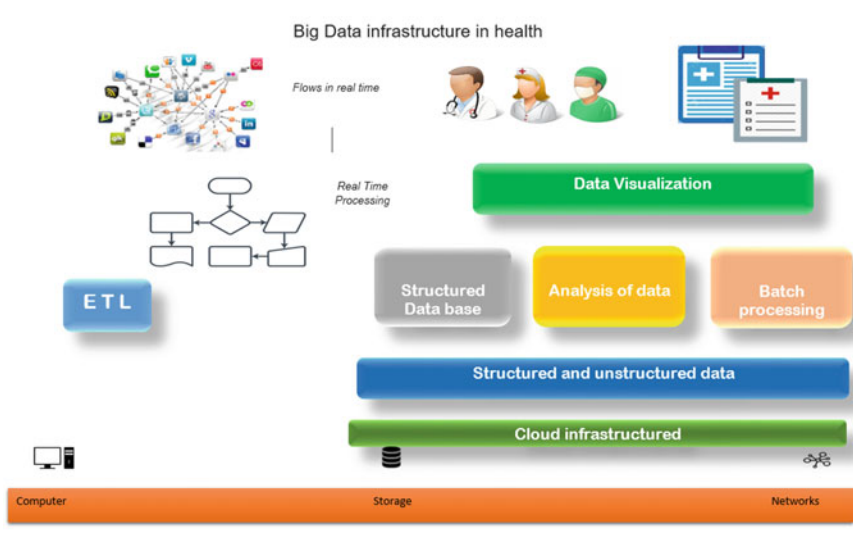 Big Data infrastructure in health
Flows in real time
Real Time
Processing
Data Visualization
ETL
Structured
Data base
Analysis of data
Batch
processing
Structured and unstructured data
Cloud infrastructured
Computer
Storage
Networks